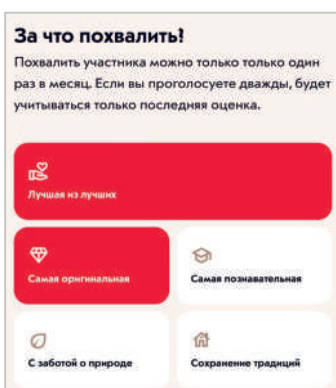 За что похвалить!
Похвалить участника можно только только один
раз в месяц. Если вы проголосуете дважды, будет
учитываться только последняя оценка.
Лучшая из лучших
Самая оригинальная
Самая познавательная
С заботой о природе
Сохранение традиций